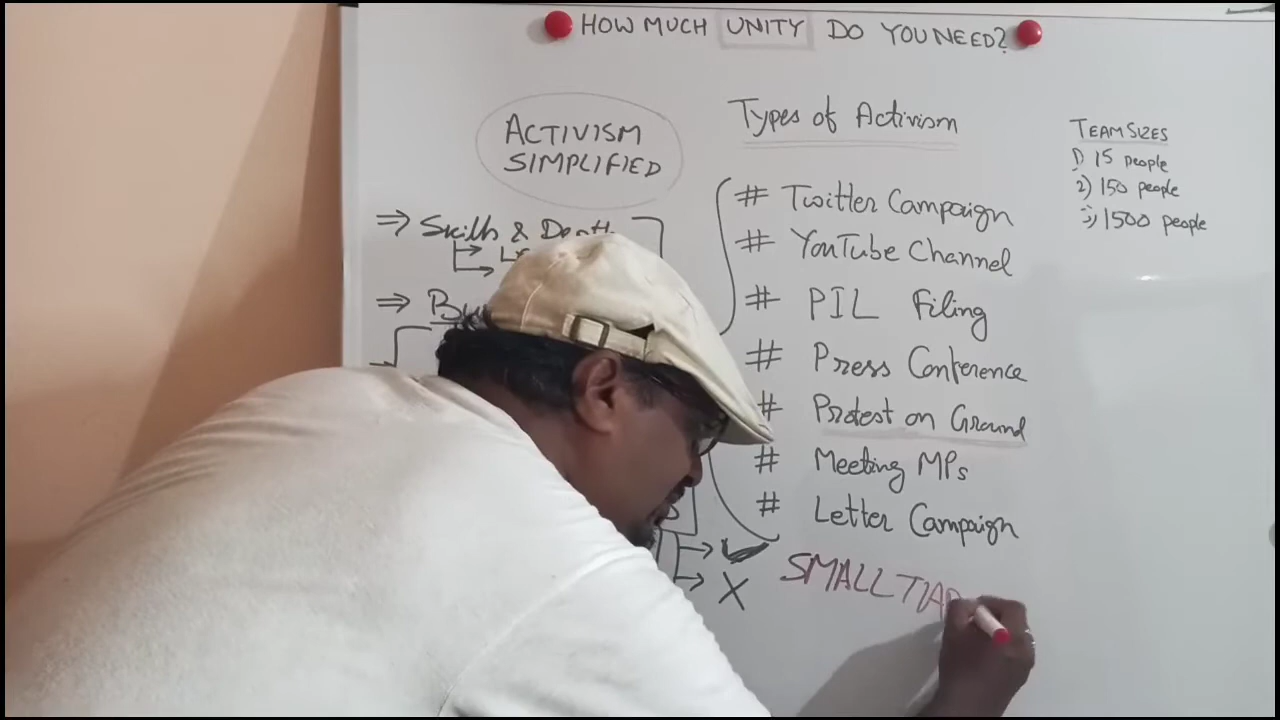 HOW MUCH UNITY DO YOU NEED?
ACTIVISM
SIMPLIFIED
⇒ Skills & Depth
⇒
Types of Activism
# Twitter Campaign
# YouTube Channel
# PIL Filing
# Press Conference
# Protest on Ground
# Meeting MPs
# Letter Campaign
SMALL
X
TEAM SIZES
1) 15 people
2) 150 people
3) 1500 people